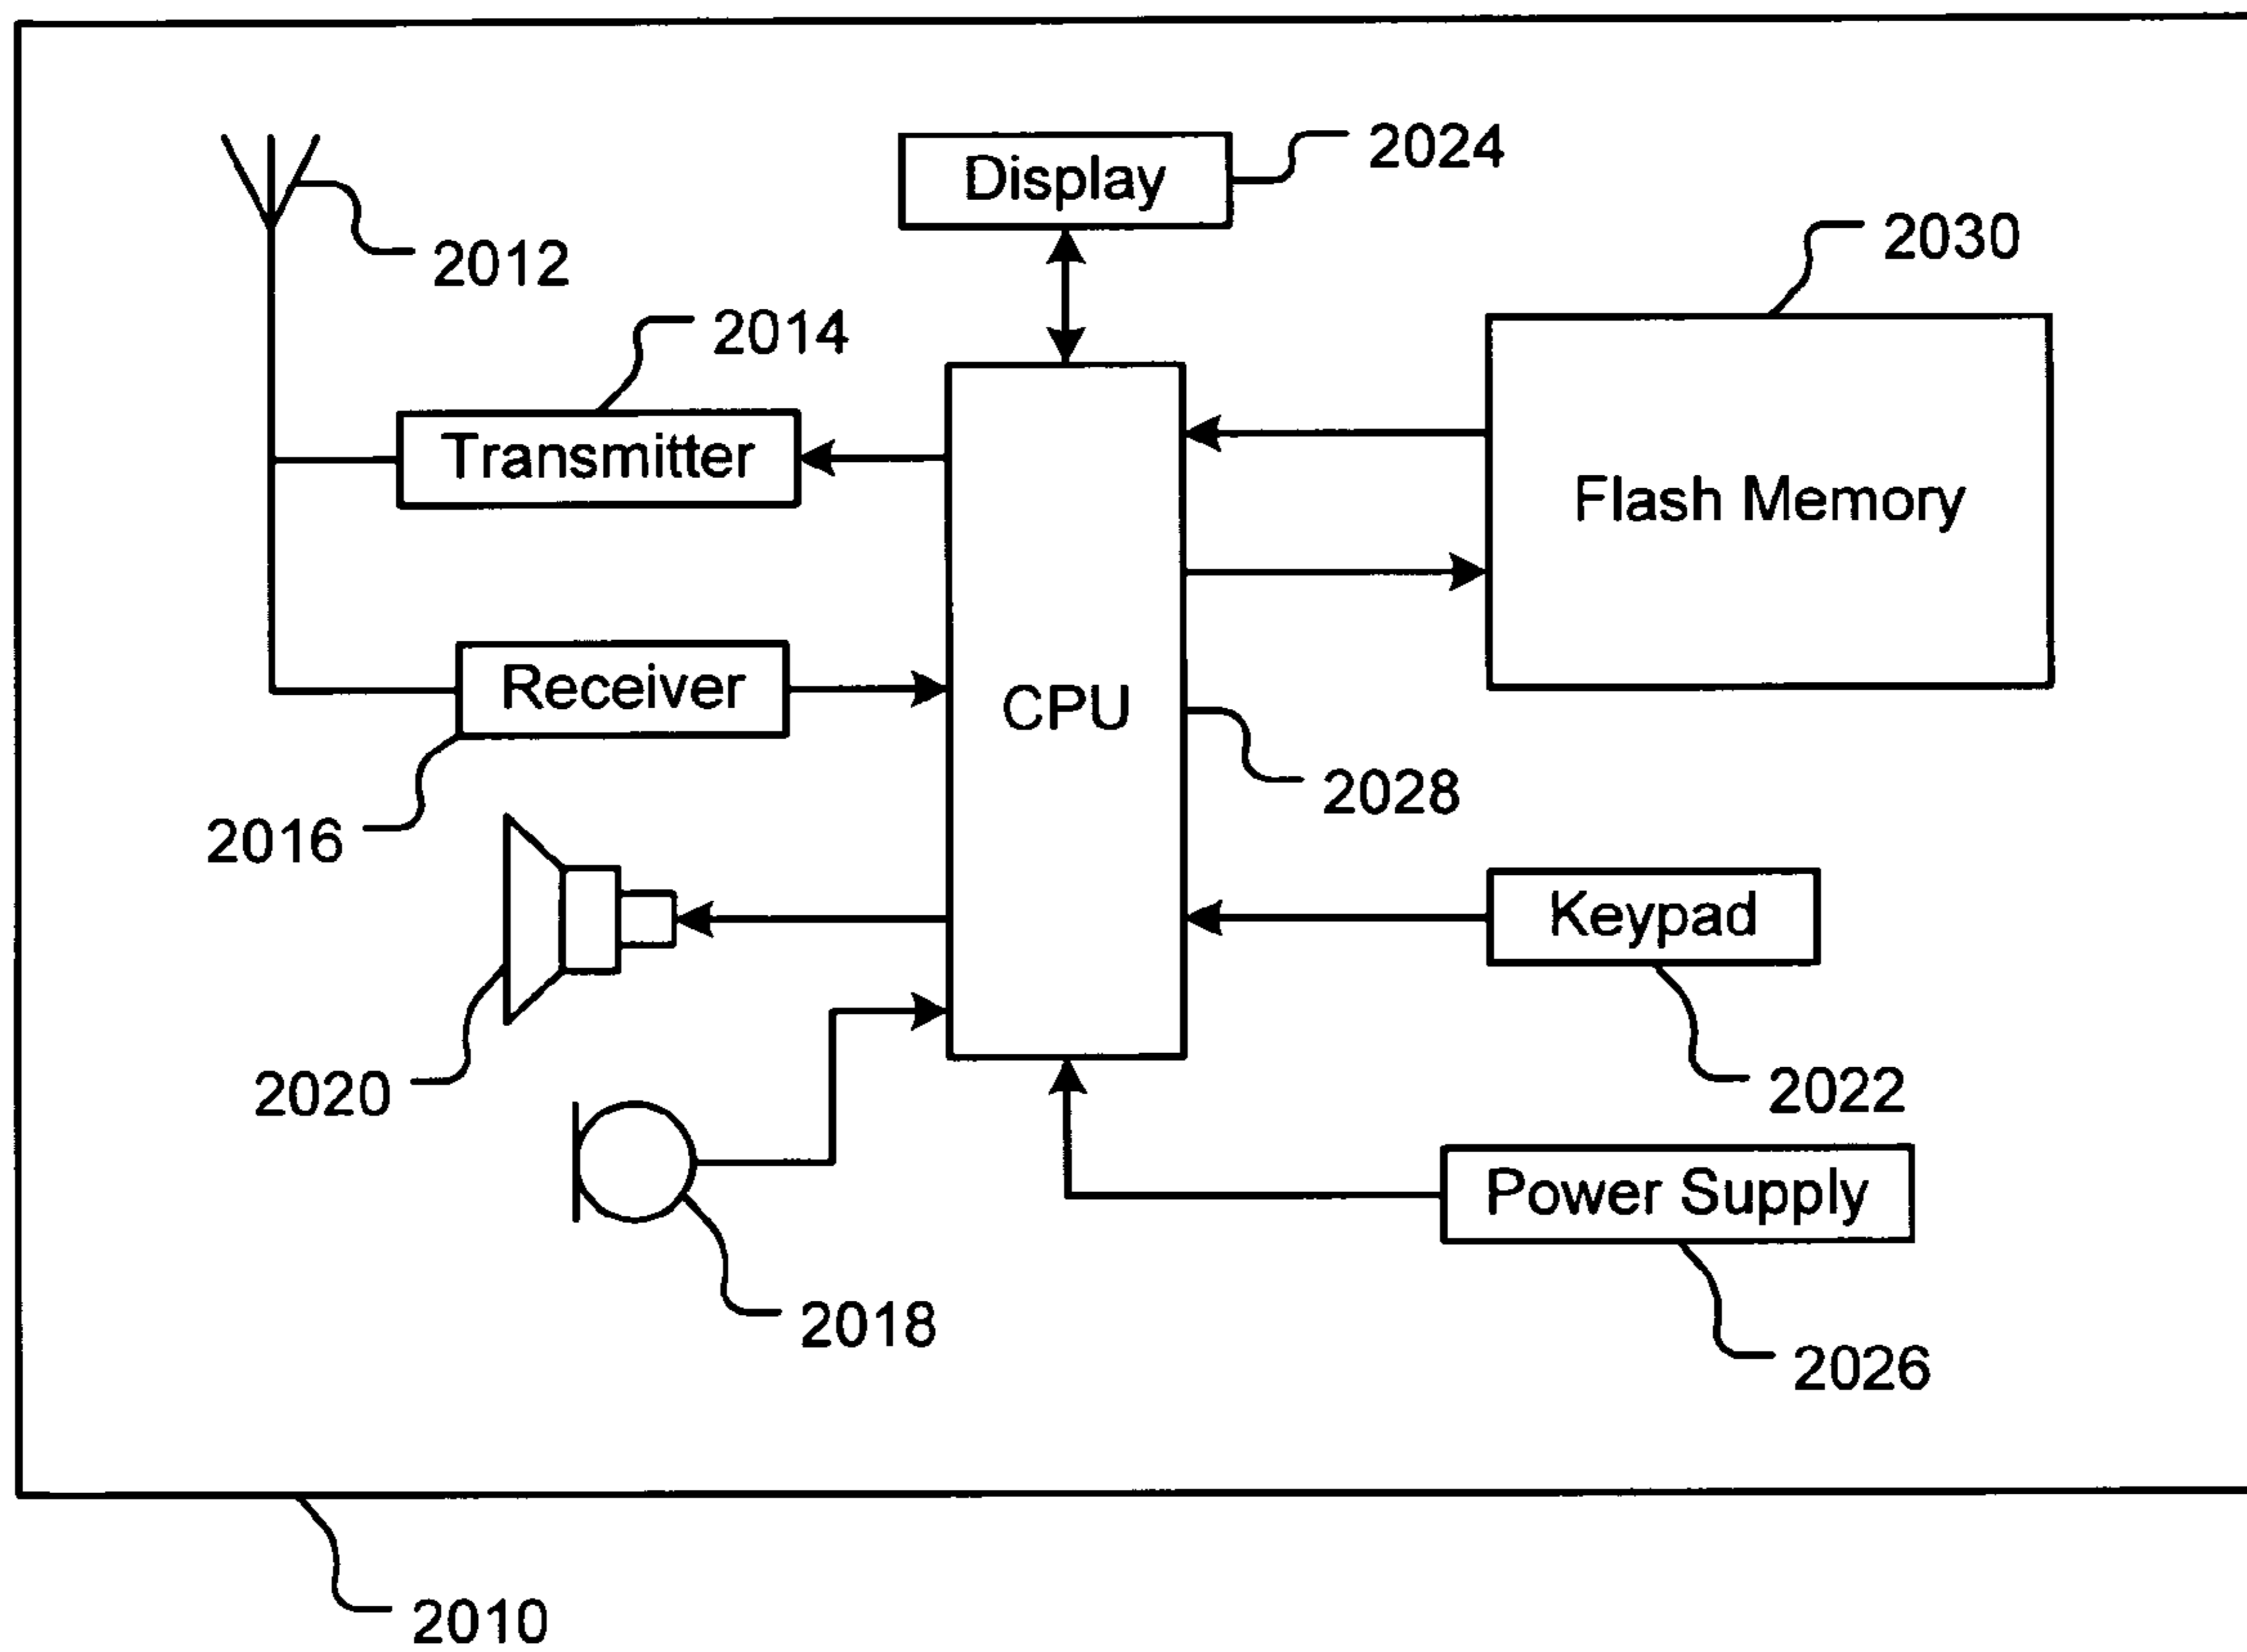 Display
2024
2030
2012
2014
Transmitter
Flash Memory
Receiver
CPU
2028
2016
Keypad
2020
2022
Power Supply
2018
2026
2010